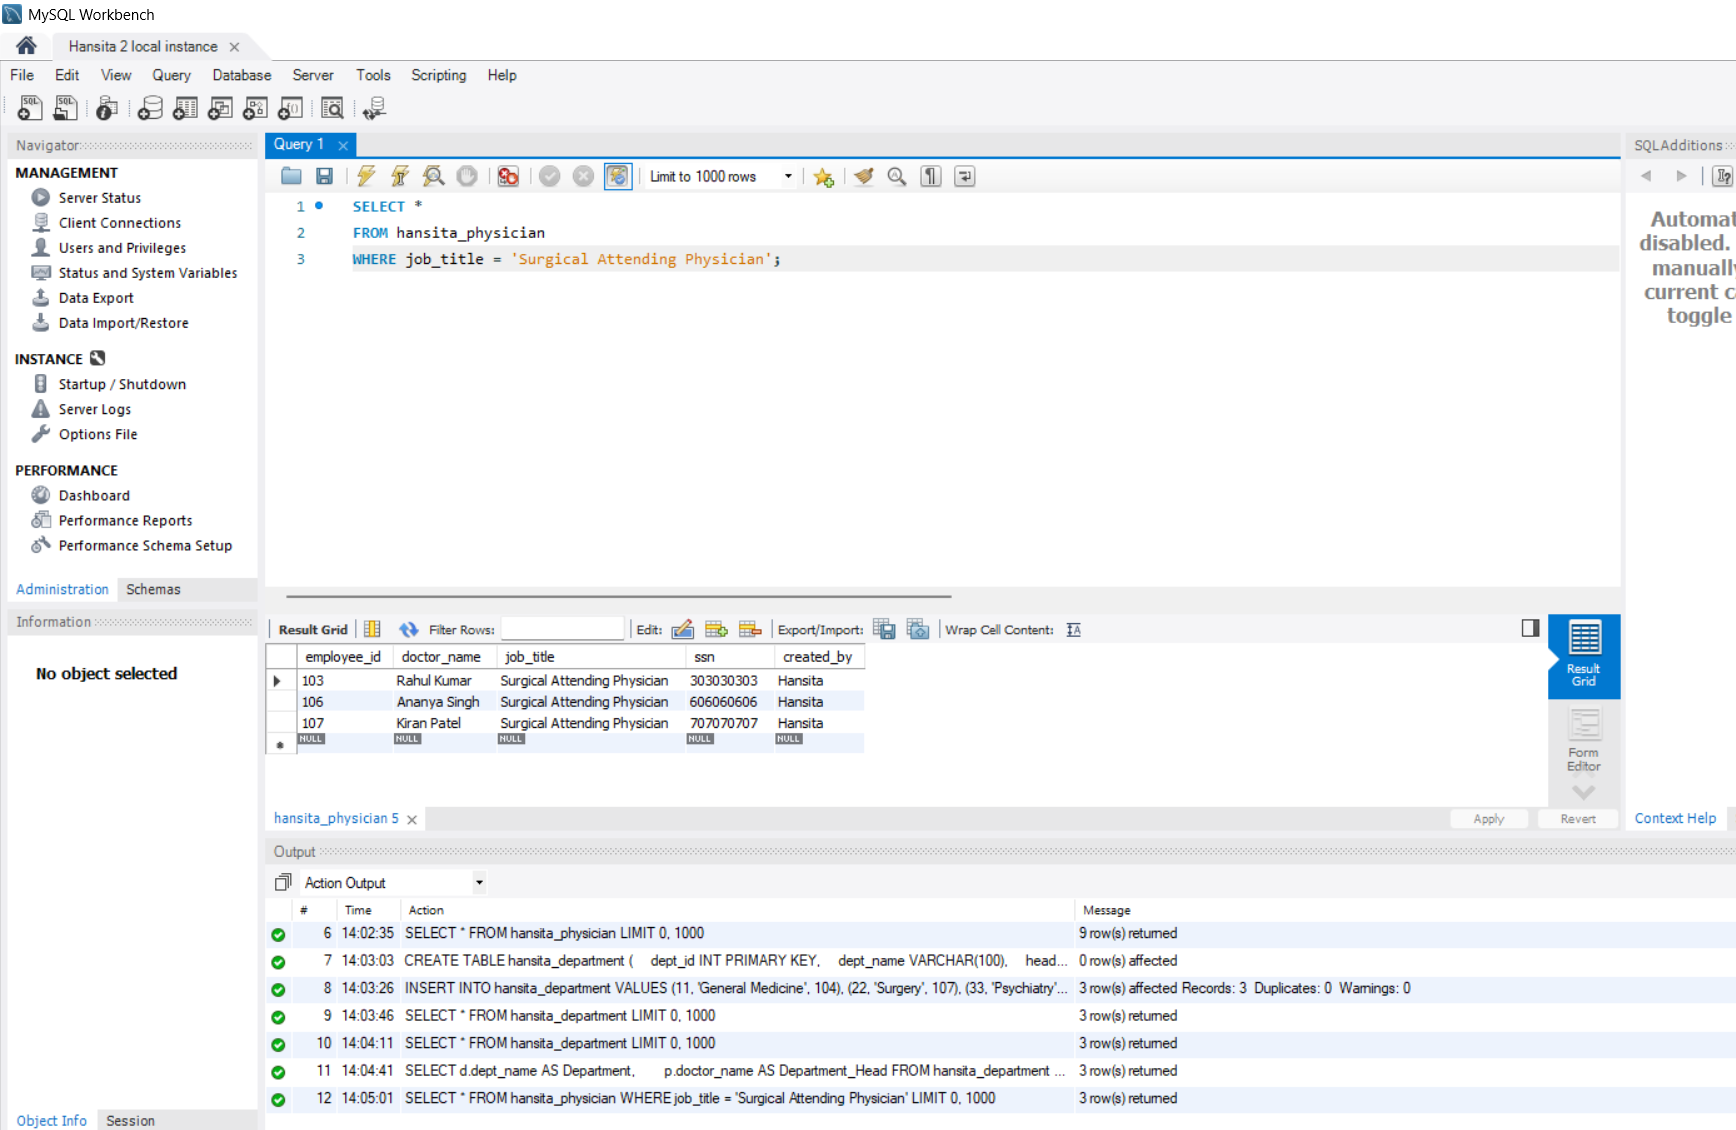 MySQL Workbench
Hansita 2 local instance
File Edit View Query Database Server Tools Scripting Help
Navigator
MANAGEMENT
Server Status
Client Connections
Users and Privileges
Status and System Variables
Data Export
Data Import/Restore
INSTANCE
Startup / Shutdown
Server Logs
Options File
PERFORMANCE
Dashboard
Performance Reports
Performance Schema Setup
Administration Schemas
Information
No object selected
Object Info Session
Query 1
Limit to 1000 rows
1 SELECT *
2 FROM hansita_physician
3 WHERE job_title = 'Surgical Attending Physician';
Result Grid Filter Rows: Edit: Export/Import: Wrap Cell Content:
employee_id doctor_name job_title ssn created_by
103 Rahul Kumar Surgical Attending Physician 303030303 Hansita
106 Ananya Singh Surgical Attending Physician 606060606 Hansita
107 Kiran Patel Surgical Attending Physician 707070707 Hansita
NULL NULL NULL NULL NULL
Result
Grid
Form
Editor
hansita_physician 5
Apply Revert
Output
Action Output
# Time Action Message
6 14:02:35 SELECT * FROM hansita_physician LIMIT 0, 1000 9 row(s) returned
7 14:03:03 CREATE TABLE hansita_department ( dept_id INT PRIMARY KEY, dept_name VARCHAR(100), head... 0 row(s) affected
8 14:03:26 INSERT INTO hansita_department VALUES (11, 'General Medicine', 104), (22, 'Surgery', 107), (33, 'Psychiatry'... 3 row(s) affected Records: 3 Duplicates: 0 Warnings: 0
9 14:03:46 SELECT * FROM hansita_department LIMIT 0, 1000 3 row(s) returned
10 14:04:11 SELECT * FROM hansita_department LIMIT 0, 1000 3 row(s) returned
11 14:04:41 SELECT d.dept_name AS Department, p.doctor_name AS Department_Head FROM hansita_department ... 3 row(s) returned
12 14:05:01 SELECT * FROM hansita_physician WHERE job_title = 'Surgical Attending Physician' LIMIT 0, 1000 3 row(s) returned
SQLAdditions
Automat
disabled.
manually
current c
toggle
Context Help